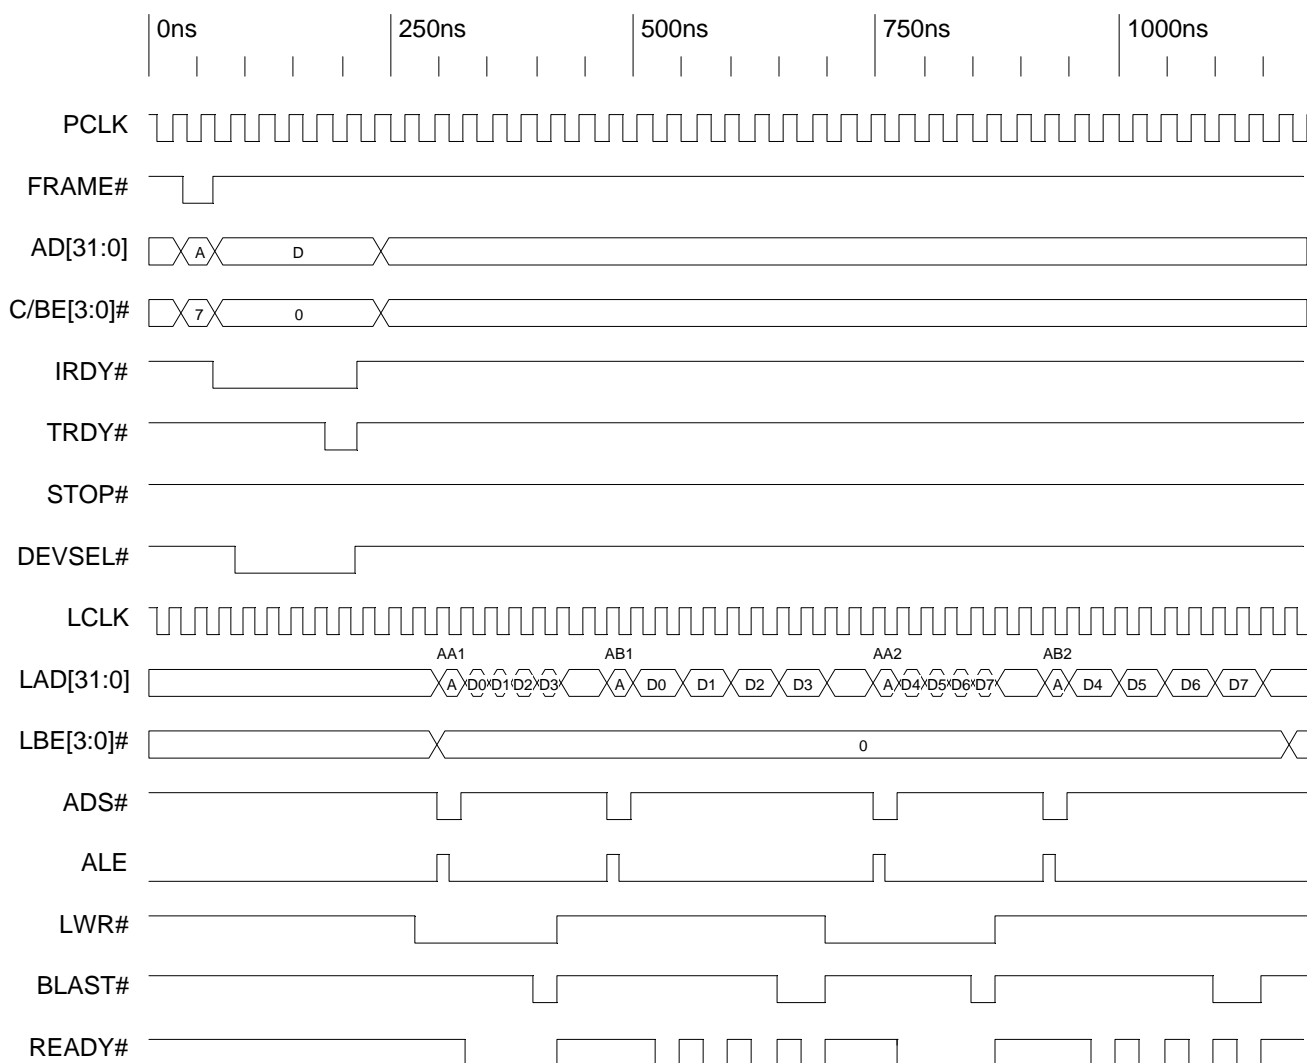 0ns 250ns 500ns 750ns 1000ns
PCLK
FRAME#
AD[31:0] A D
C/BE[3:0]# 7 0
IRDY#
TRDY#
STOP#
DEVSEL#
LCLK
AA1 AB1 AA2 AB2
LAD[31:0] A D0 D1 D2 D3 A D0 D1 D2 D3 A D4 D5 D6 D7 A D4 D5 D6 D7
LBE[3:0]# 0
ADS#
ALE
LWR#
BLAST#
READY#